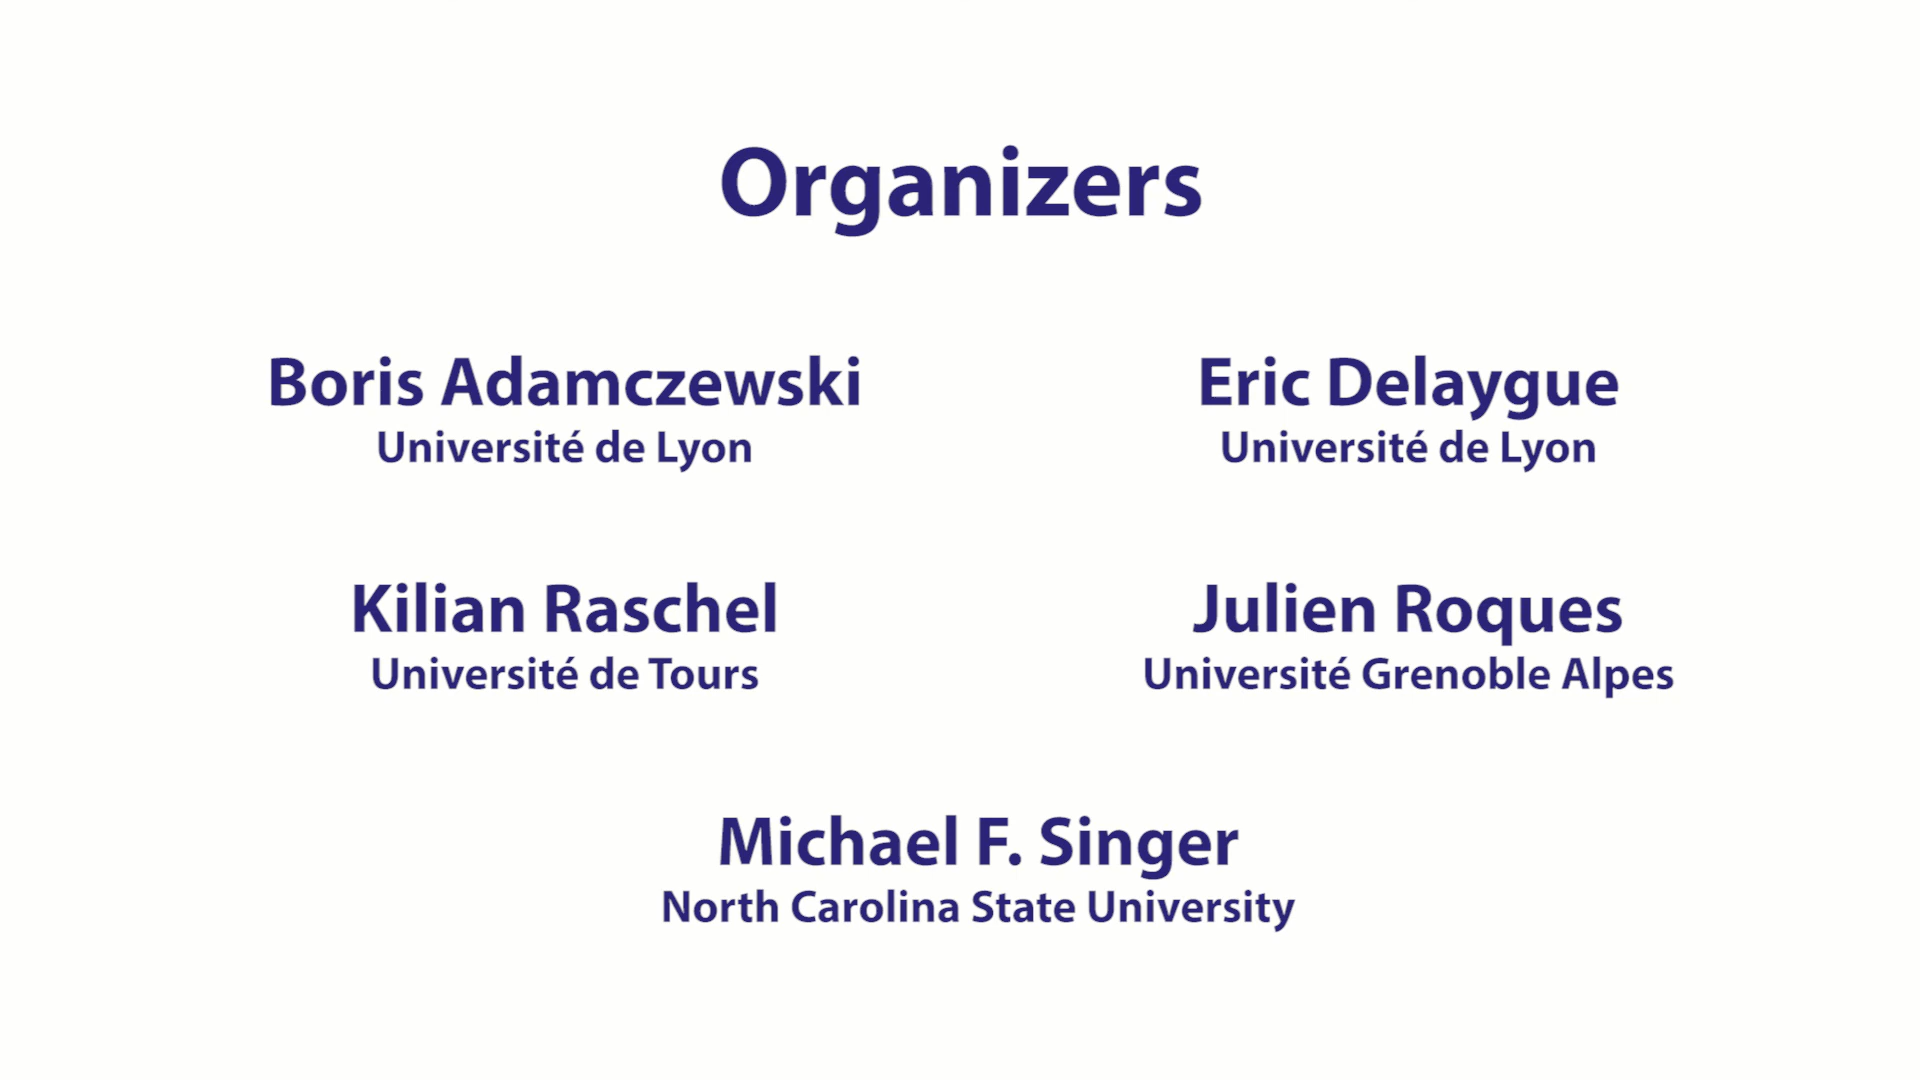 Organizers
Boris Adamczewski
Université de Lyon
Eric Delaygue
Université de Lyon
Kilian Raschel
Université de Tours
Julien Roques
Université Grenoble Alpes
Michael F. Singer
North Carolina State University